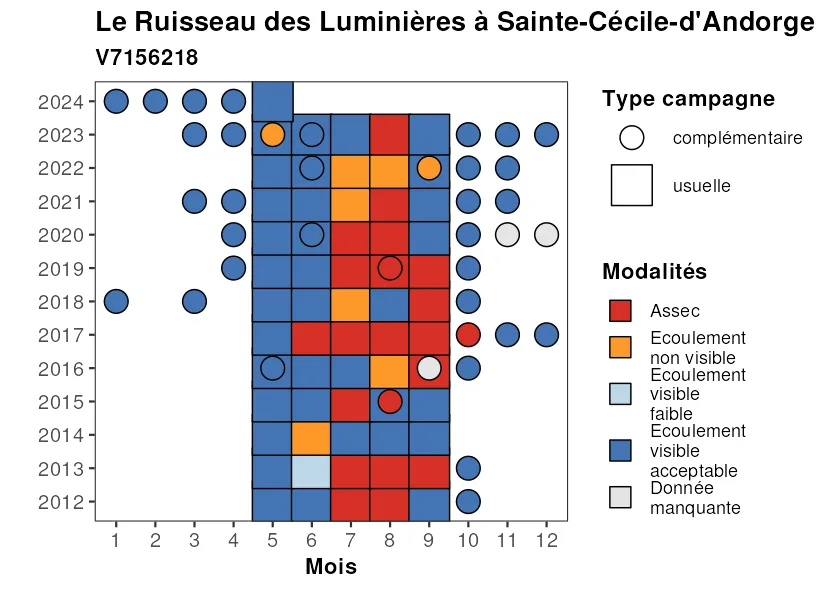 Le Ruisseau des Luminières à Sainte-Cécile-d'Andorge
V7156218
2024
2023
2022
2021
2020
2019
2018
2017
2016
2015
2014
2013
2012
1 2 3 4 5 6 7 8 9 10 11 12
Mois
Type campagne
complémentaire
usuelle
Modalités
Assec
Ecoulement
non visible
Ecoulement
visible
faible
Ecoulement
visible
acceptable
Donnée
manquante